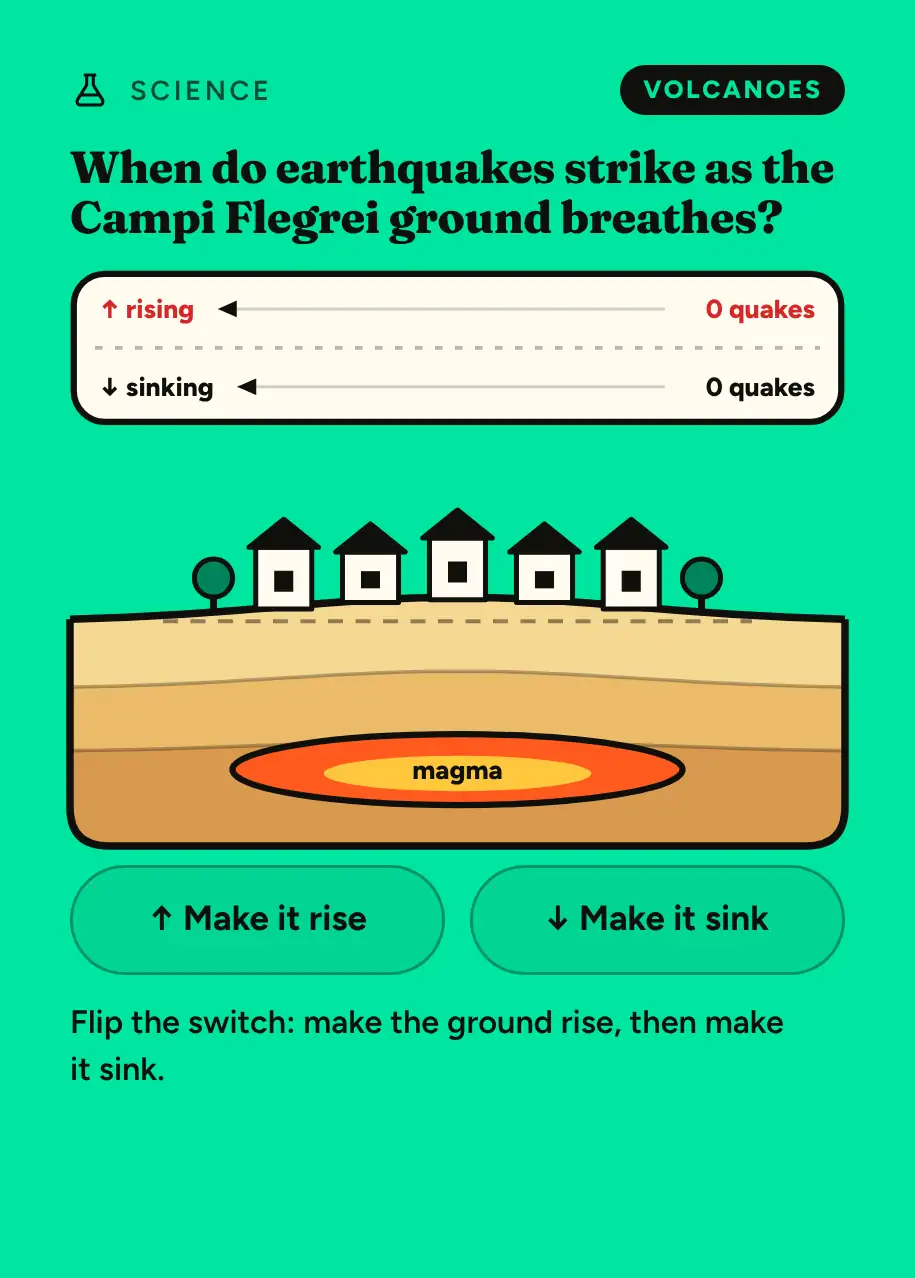 SCIENCE
VOLCANOES
When do earthquakes strike as the
Campi Flegrei ground breathes?
↑ rising
0 quakes
↓ sinking
0 quakes
magma
↑ Make it rise
↓ Make it sink
Flip the switch: make the ground rise, then make
it sink.